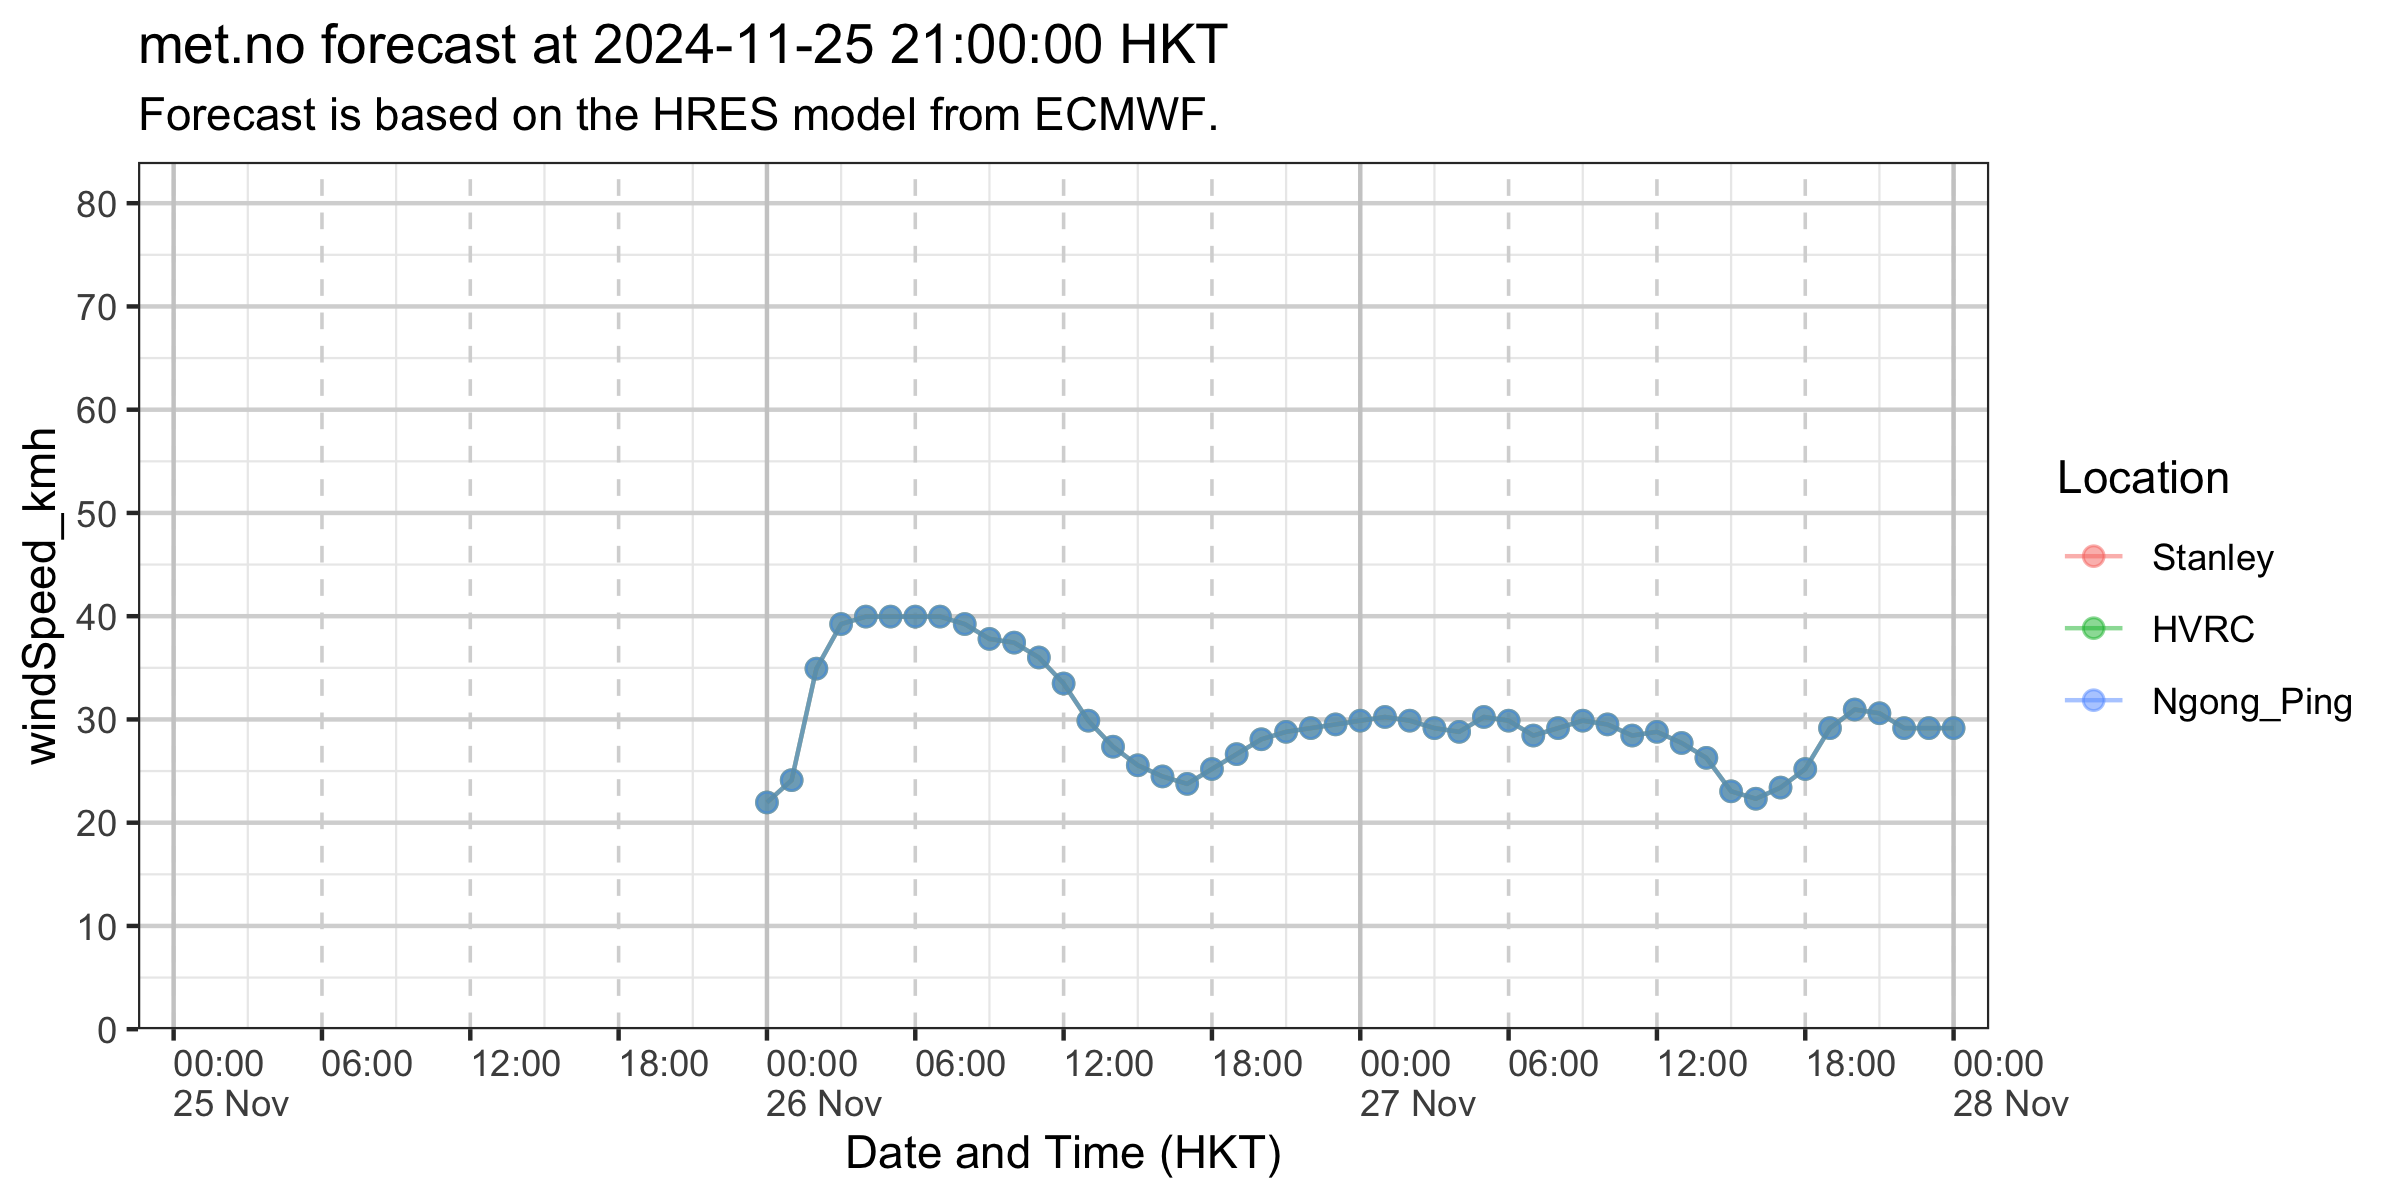 met.no forecast at 2024-11-25 21:00:00 HKT
Forecast is based on the HRES model from ECMWF.
windSpeed_kmh
80
70
60
50
40
30
20
10
0
00:00 06:00 12:00 18:00 00:00 06:00 12:00 18:00 00:00 06:00 12:00 18:00 00:00
25 Nov 26 Nov 27 Nov 28 Nov
Date and Time (HKT)
Location
Stanley
HVRC
Ngong_Ping